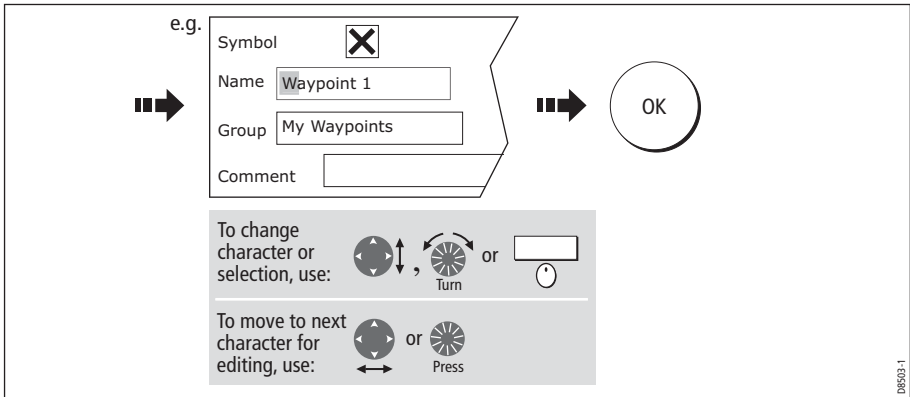 e.g.
Symbol
Name Waypoint 1
Group My Waypoints
Comment
OK
To change
character or
selection, use:
, or
Turn
To move to next
character for
editing, use:
or
Press
D8503-1